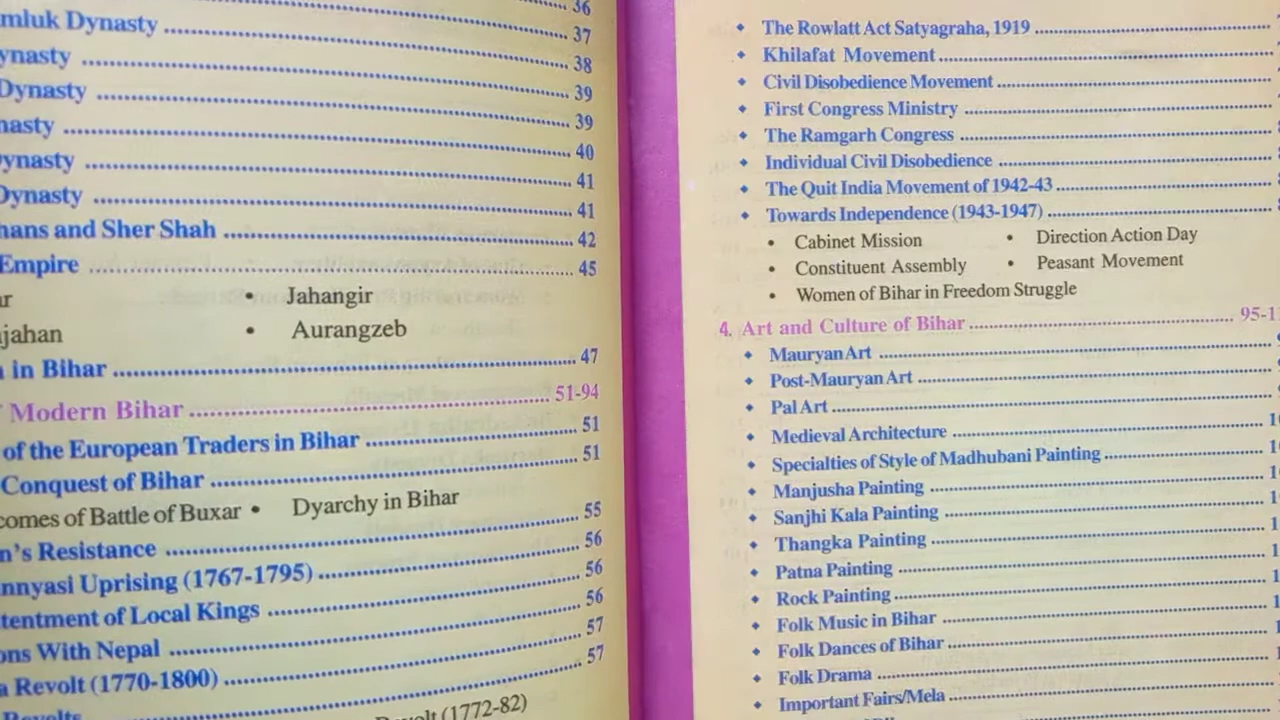 36
mluk Dynasty 37
ynasty 38
Dynasty 39
nasty 39
ynasty 40
Dynasty 41
41
hans and Sher Shah 42
Empire 45
ar • Jahangir
jahan • Aurangzeb
in Bihar 47
Modern Bihar 51-94
of the European Traders in Bihar 51
Conquest of Bihar 51
comes of Battle of Buxar • Dyarchy in Bihar
n's Resistance 55
nnyasi Uprising (1767-1795) 56
tentment of Local Kings 56
ons With Nepal 56
a Revolt (1770-1800) 57
Revolts 57
Revolt (1772-82)
The Rowlatt Act Satyagraha, 1919
Khilafat Movement
Civil Disobedience Movement
First Congress Ministry
The Ramgarh Congress
Individual Civil Disobedience
The Quit India Movement of 1942-43
Towards Independence (1943-1947)
• Cabinet Mission • Direction Action Day
• Constituent Assembly • Peasant Movement
• Women of Bihar in Freedom Struggle
4. Art and Culture of Bihar 95-1
Mauryan Art
Post-Mauryan Art
Pal Art
Medieval Architecture
Specialties of Style of Madhubani Painting
Manjusha Painting
Sanjhi Kala Painting
Thangka Painting
Patna Painting
Rock Painting
Folk Music in Bihar
Folk Dances of Bihar
Folk Drama
Important Fairs/Mela